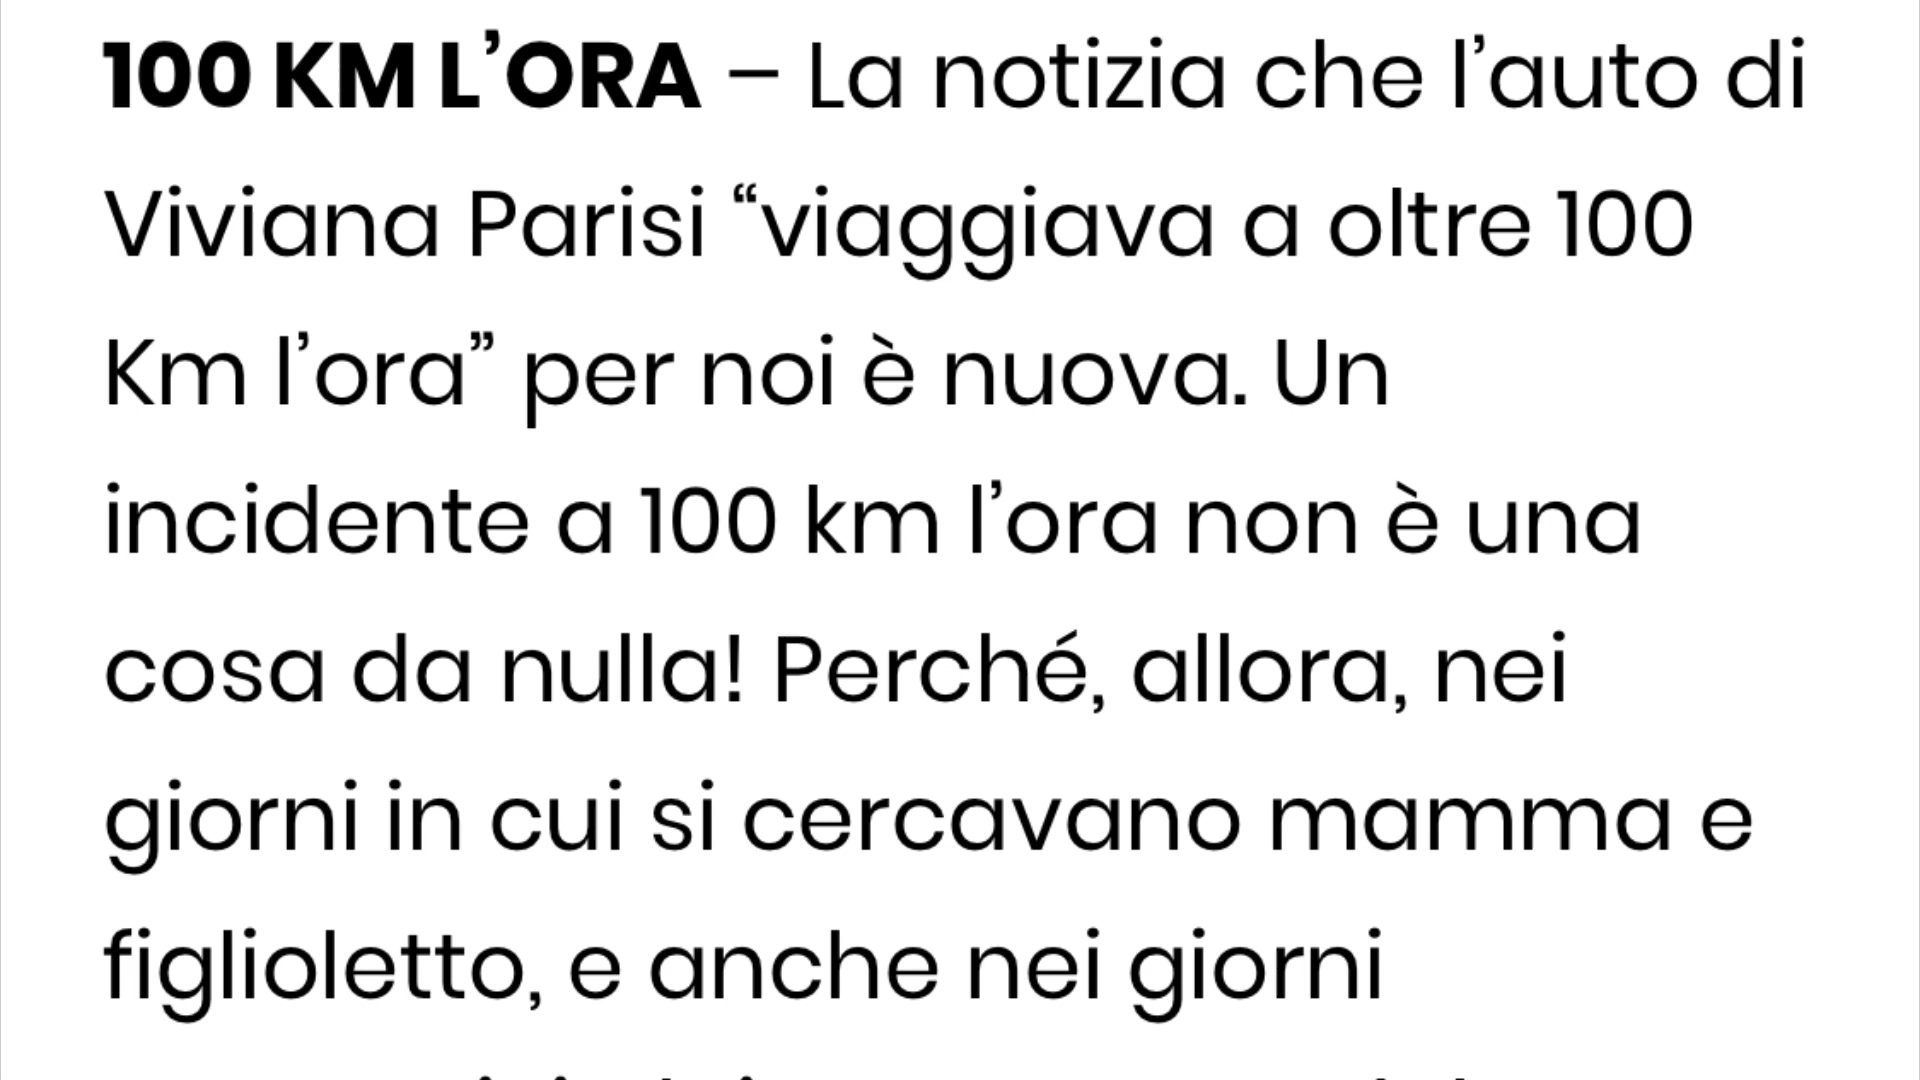 100 KM L’ORA – La notizia che l’auto di
Viviana Parisi “viaggiava a oltre 100
Km l’ora” per noi è nuova. Un
incidente a 100 km l’ora non è una
cosa da nulla! Perché, allora, nei
giorni in cui si cercavano mamma e
figlioletto, e anche nei giorni